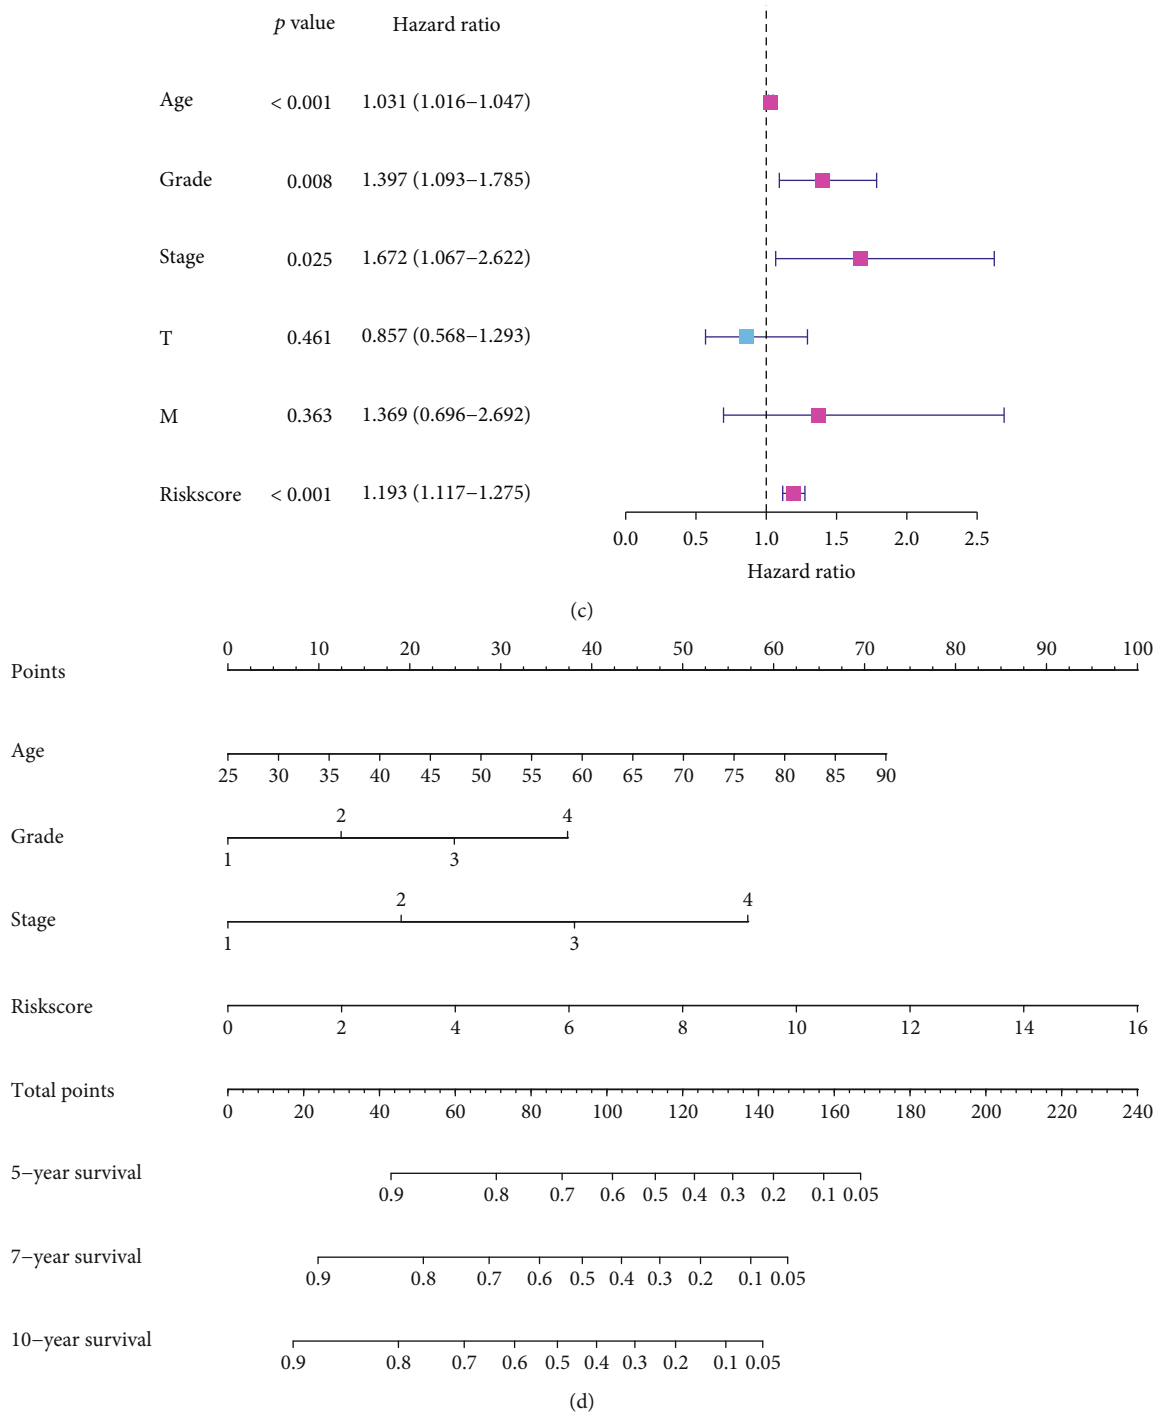 p value Hazard ratio
Age < 0.001 1.031 (1.016−1.047)
Grade 0.008 1.397 (1.093−1.785)
Stage 0.025 1.672 (1.067−2.622)
T 0.461 0.857 (0.568−1.293)
M 0.363 1.369 (0.696−2.692)
Riskscore < 0.001 1.193 (1.117−1.275)
0.0 0.5 1.0 1.5 2.0 2.5
Hazard ratio
(c)
0 10 20 30 40 50 60 70 80 90 100
Points
Age
25 30 35 40 45 50 55 60 65 70 75 80 85 90
2 4
Grade
1 3
2 4
Stage
1 3
Riskscore
0 2 4 6 8 10 12 14 16
Total points
0 20 40 60 80 100 120 140 160 180 200 220 240
5−year survival
0.9 0.8 0.7 0.6 0.5 0.4 0.3 0.2 0.1 0.05
7−year survival
0.9 0.8 0.7 0.6 0.5 0.4 0.3 0.2 0.1 0.05
10−year survival
0.9 0.8 0.7 0.6 0.5 0.4 0.3 0.2 0.1 0.05
(d)